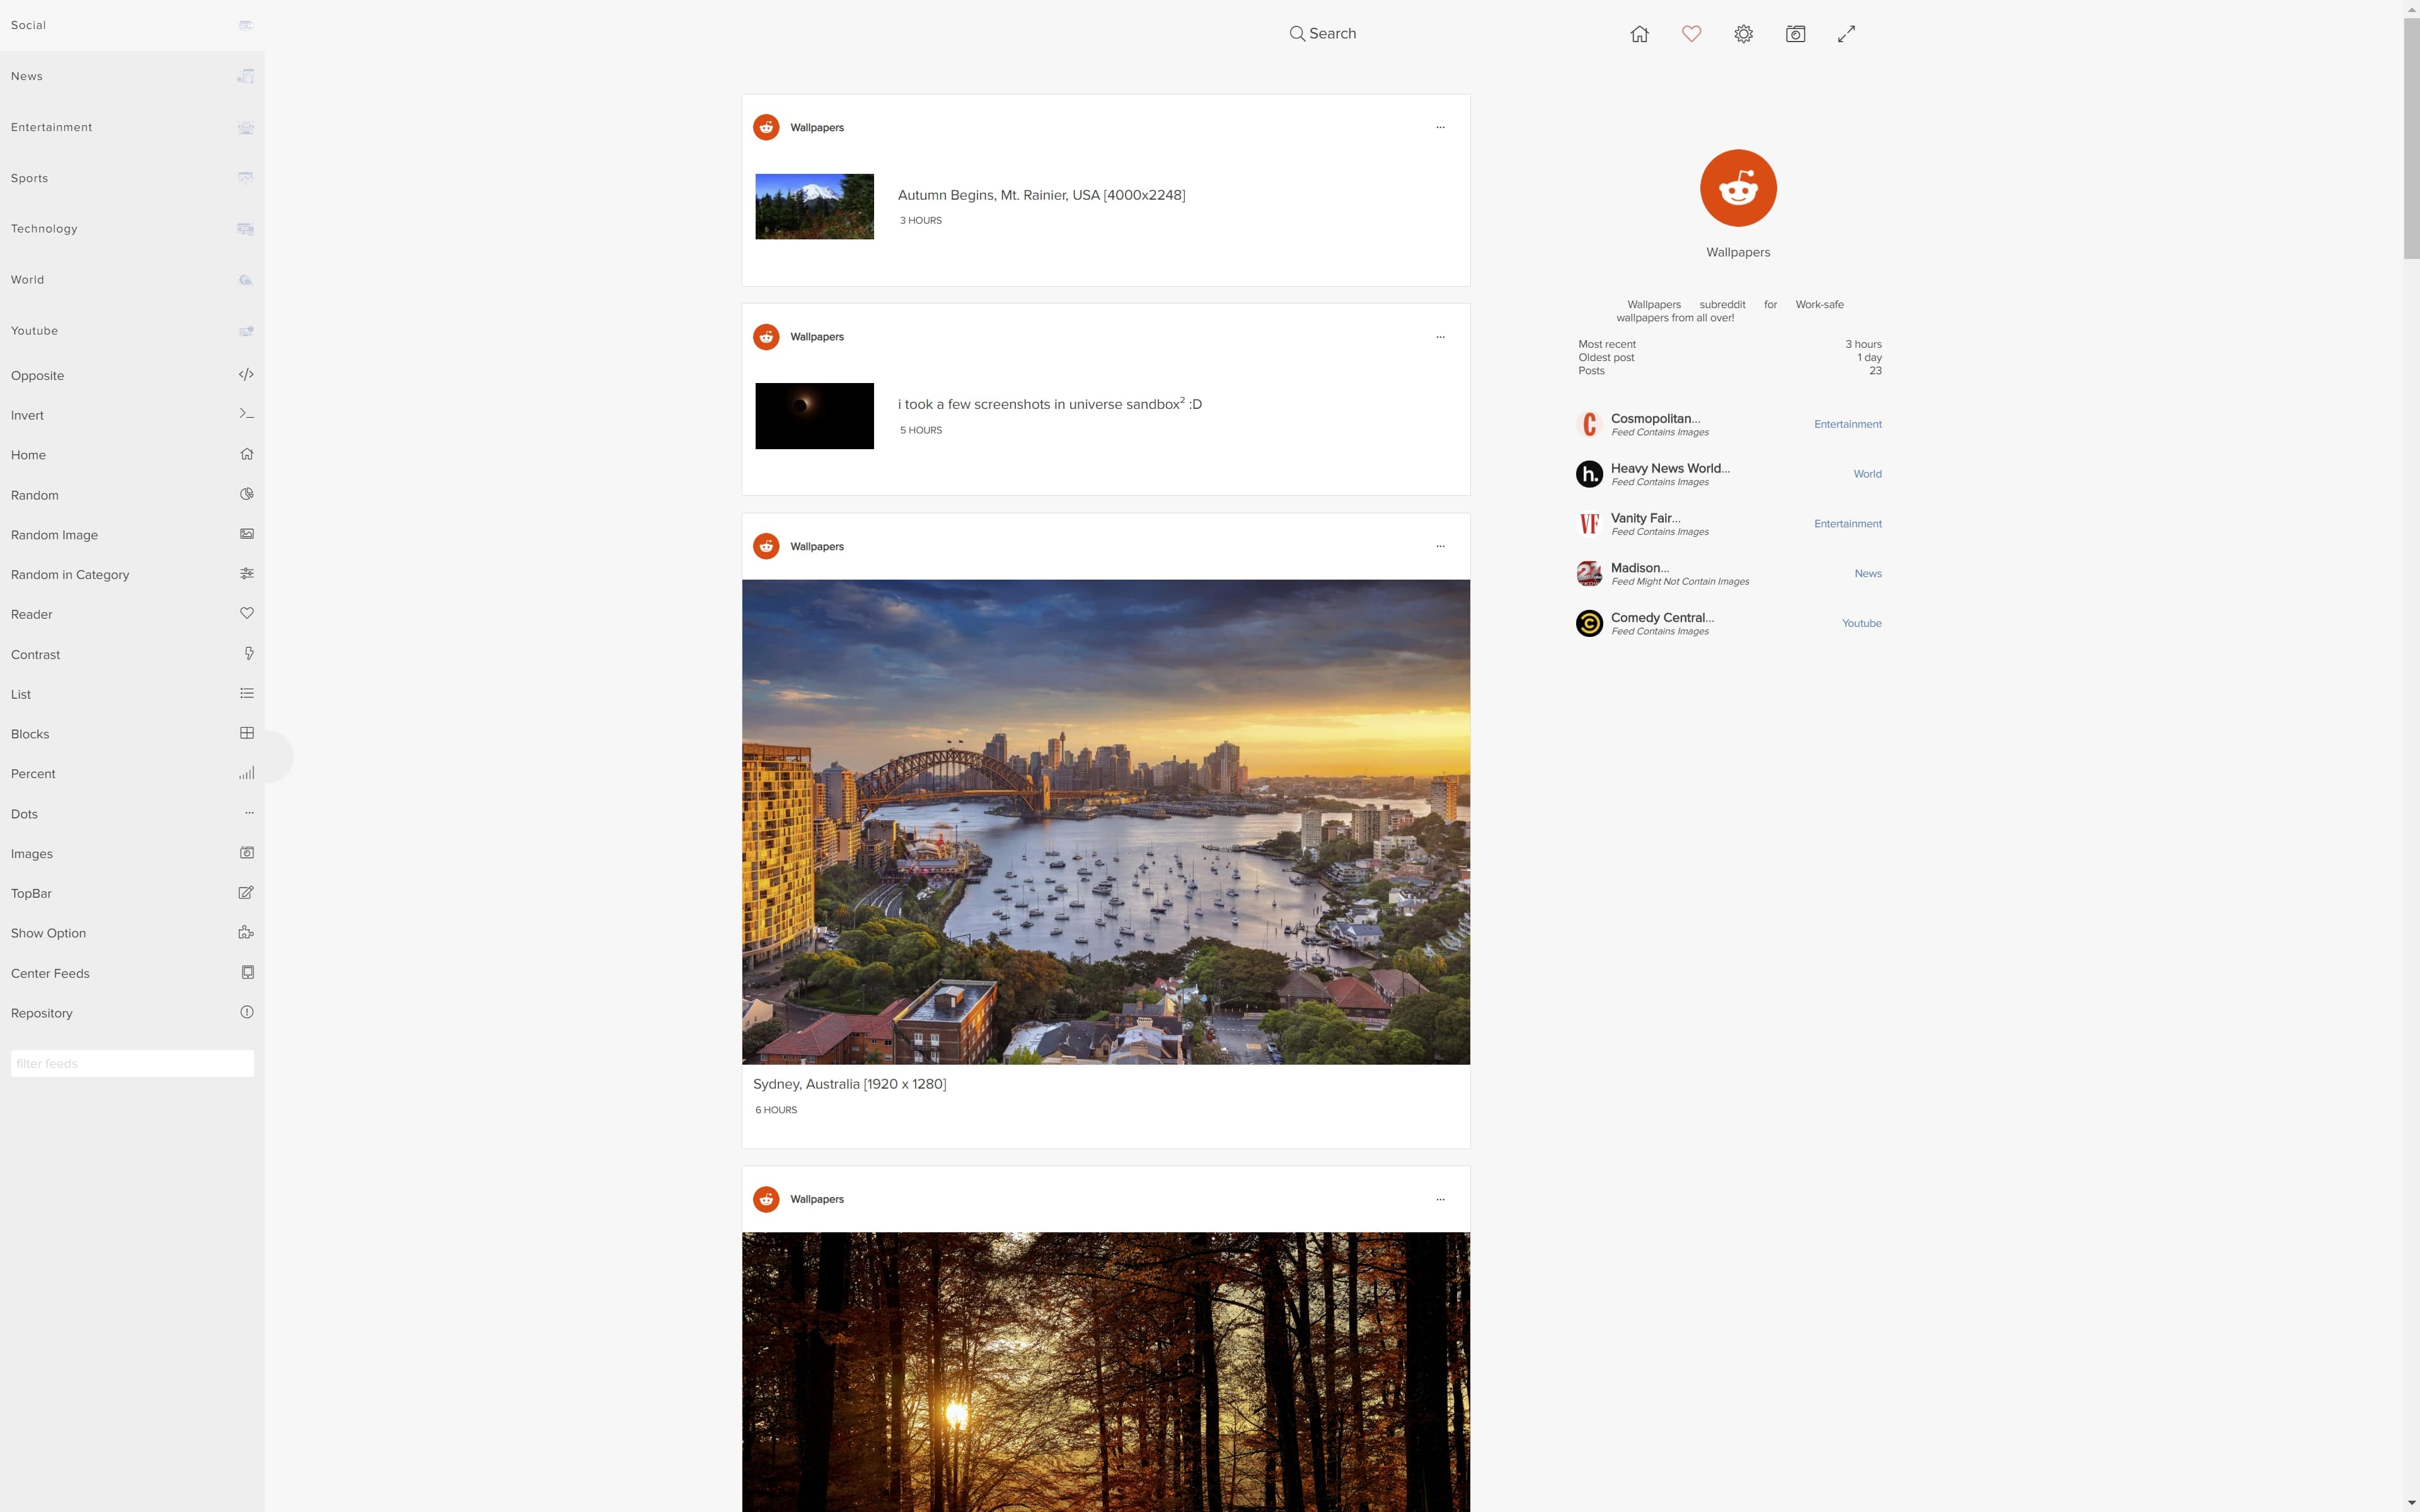 Social
News
Entertainment
Sports
Technology
World
Youtube
Opposite
Invert
Home
Random
Random Image
Random in Category
Reader
Contrast
List
Blocks
Percent
Dots
Images
TopBar
Show Option
Center Feeds
Repository
filter feeds
Search
Wallpapers
...
Autumn Begins, Mt. Rainier, USA [4000x2248]
3 HOURS
Wallpapers
...
i took a few screenshots in universe sandbox² :D
5 HOURS
Wallpapers
...
Sydney, Australia [1920 x 1280]
6 HOURS
Wallpapers
...
Wallpapers
Wallpapers subreddit for Work-safe
wallpapers from all over!
Most recent 3 hours
Oldest post 1 day
Posts 23
C
Cosmopolitan... Entertainment
Feed Contains Images
h.
Heavy News World... World
Feed Contains Images
VF
Vanity Fair... Entertainment
Feed Contains Images
Madison... News
Feed Might Not Contain Images
Comedy Central... Youtube
Feed Contains Images